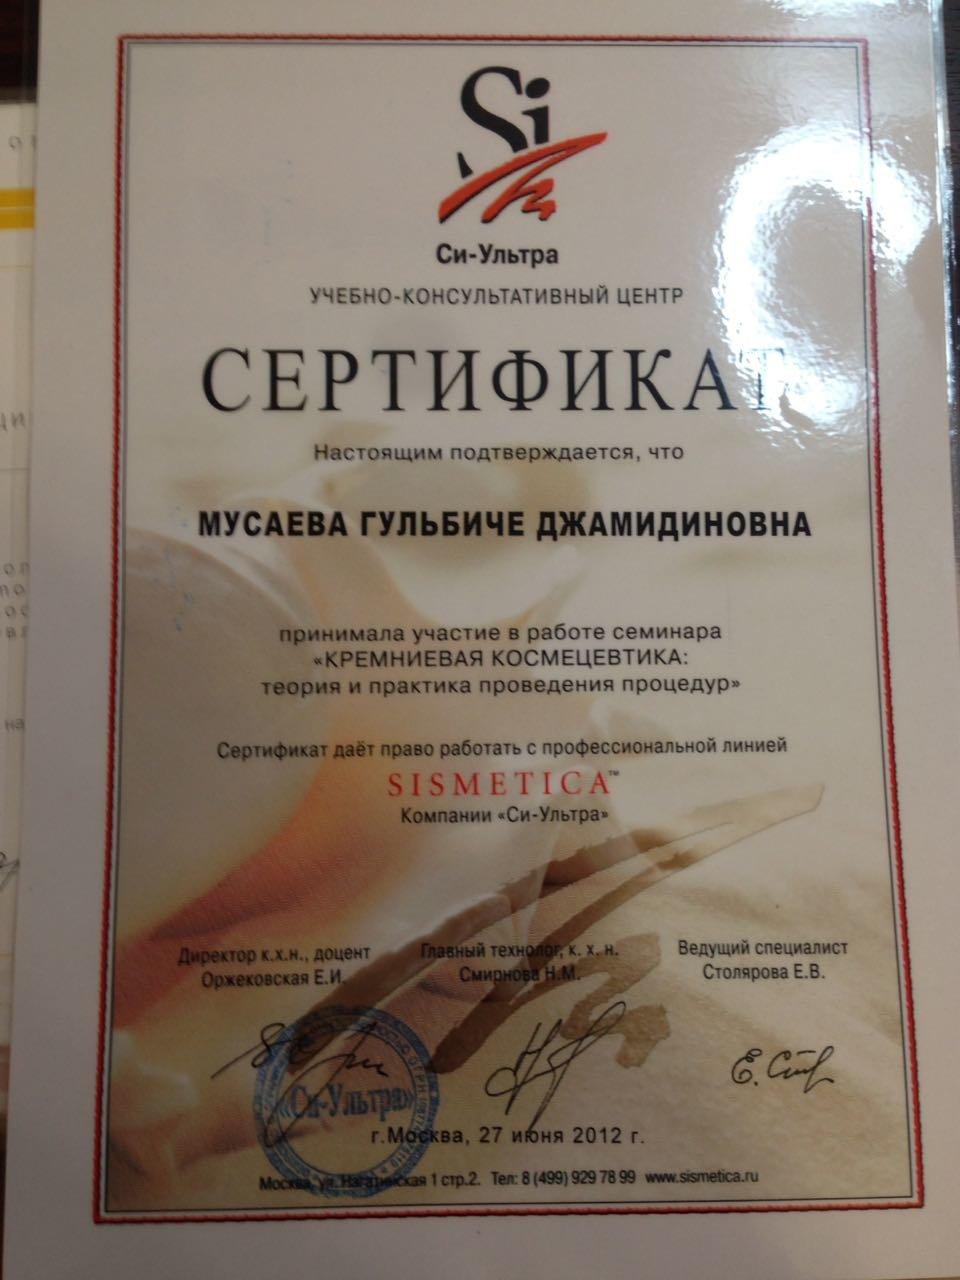 Si
Си-Ультра
УЧЕБНО-КОНСУЛЬТАТИВНЫЙ ЦЕНТР
СЕРТИФИКАТ
Настоящим подтверждается, что
МУСАЕВА ГУЛЬБИЧЕ ДЖАМИДИНОВНА
принимала участие в работе семинара
«КРЕМНИЕВАЯ КОСМЕЦЕВТИКА:
теория и практика проведения процедур»
Сертификат даёт право работать с профессиональной линией
SISMETICA™
Компании «Си-Ультра»
Директор к.х.н., доцент
Оржековская Е.И.
Главный технолог, к. х. н.
Смирнова Н.М.
Ведущий специалист
Столярова Е.В.
«Си-Ультра»
г.Москва, 27 июня 2012 г.
Москва, ул. Нагатинская 1 стр.2. Тел: 8 (499) 929 78 99 www.sismetica.ru